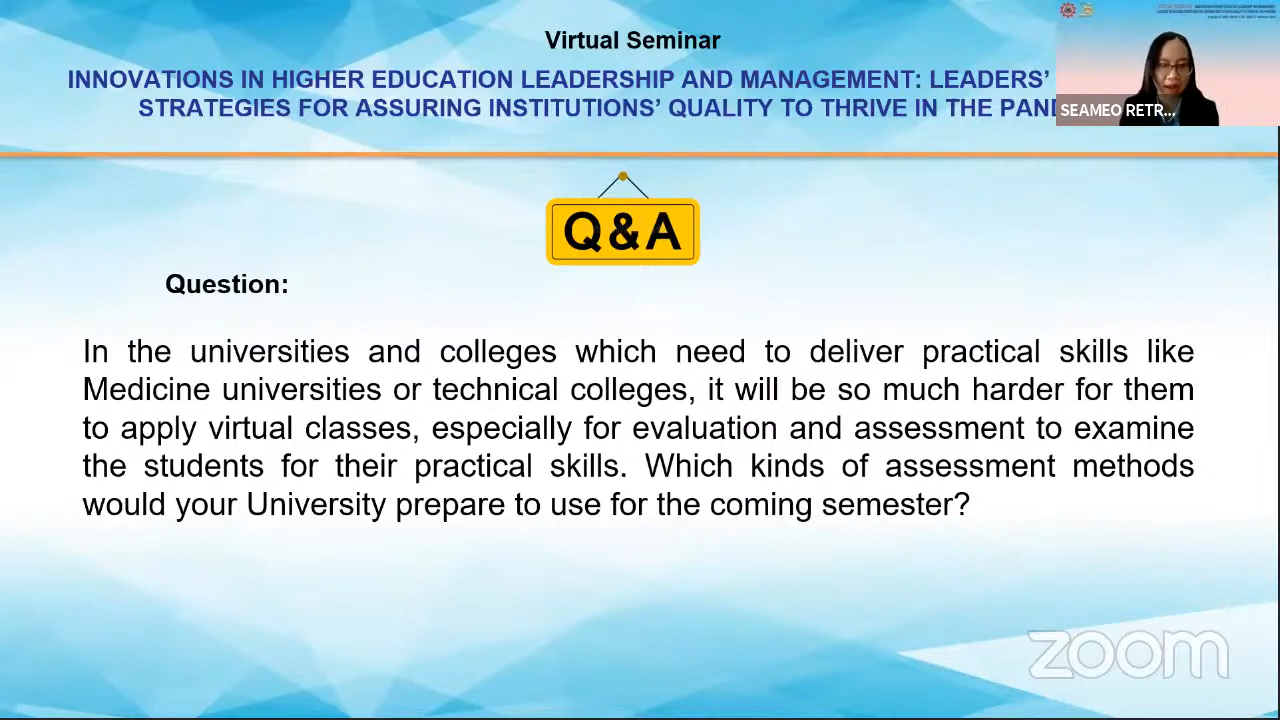 Virtual Seminar
INNOVATIONS IN HIGHER EDUCATION LEADERSHIP AND MANAGEMENT: LEADERS'
STRATEGIES FOR ASSURING INSTITUTIONS' QUALITY TO THRIVE IN THE
SEAMEO RETR...
Q&A
Question:
In the universities and colleges which need to deliver practical skills like
Medicine universities or technical colleges, it will be so much harder for them
to apply virtual classes, especially for evaluation and assessment to examine
the students for their practical skills. Which kinds of assessment methods
would your University prepare to use for the coming semester?
zoom